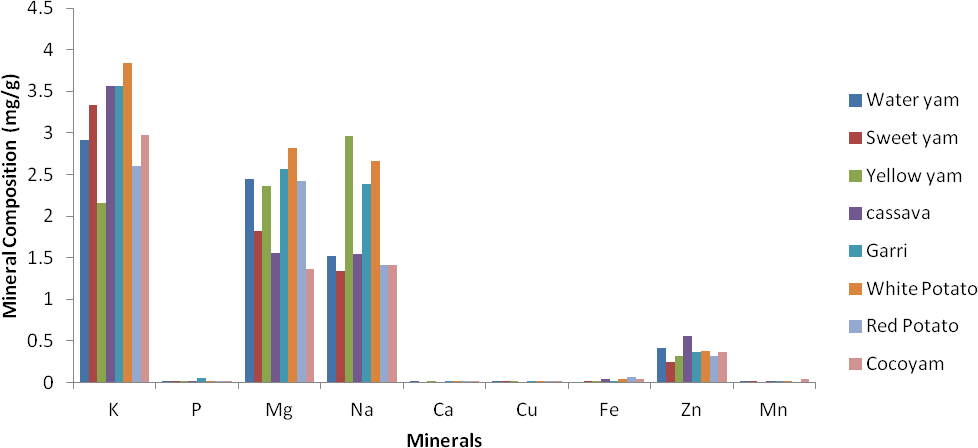 4.5
4
3.5
3
2.5
2
1.5
1
0.5
0
Mineral Composition (mg/g)
K P Mg Na Ca Cu Fe Zn Mn
Minerals
Water yam
Sweet yam
Yellow yam
cassava
Garri
White Potato
Red Potato
Cocoyam